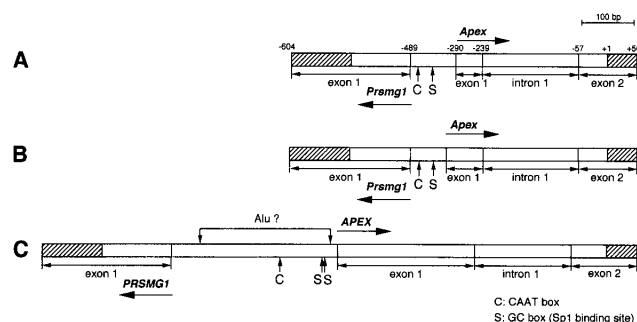 100 bp
Apex
-604 -489 -290 -239 -57 +1 +50
A
exon 1 C S exon 1 intron 1 exon 2
Prsmg1
Apex
B
exon 1 C S exon 1 intron 1 exon 2
Prsmg1
Alu ? APEX
C
exon 1 C SS exon 1 intron 1 exon 2
PRSMG1
C: CAAT box
S: GC box (Sp1 binding site)